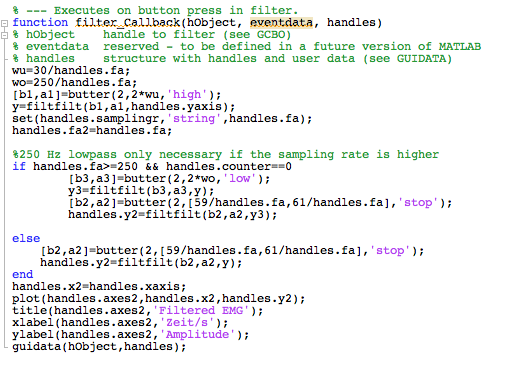 % --- Executes on button press in filter.
function filter_Callback(hObject, eventdata, handles)
% hObject    handle to filter (see GCBO)
% eventdata  reserved - to be defined in a future version of MATLAB
% handles    structure with handles and user data (see GUIDATA)
wu=30/handles.fa;
wo=250/handles.fa;
[b1,a1]=butter(2,2*wu,'high');
y=filtfilt(b1,a1,handles.yaxis);
set(handles.samplingr,'string',handles.fa);
handles.fa2=handles.fa;

%250 Hz lowpass only necessary if the sampling rate is higher
if handles.fa>=250 && handles.counter==0
        [b3,a3]=butter(2,2*wo,'low');
        y3=filtfilt(b3,a3,y);
        [b2,a2]=butter(2,[59/handles.fa,61/handles.fa],'stop');
        handles.y2=filtfilt(b2,a2,y3);

else
    [b2,a2]=butter(2,[59/handles.fa,61/handles.fa],'stop');
    handles.y2=filtfilt(b2,a2,y);
end
handles.x2=handles.xaxis;
plot(handles.axes2,handles.x2,handles.y2);
title(handles.axes2,'Filtered EMG');
xlabel(handles.axes2,'Zeit/s');
ylabel(handles.axes2,'Amplitude');
guidata(hObject,handles);